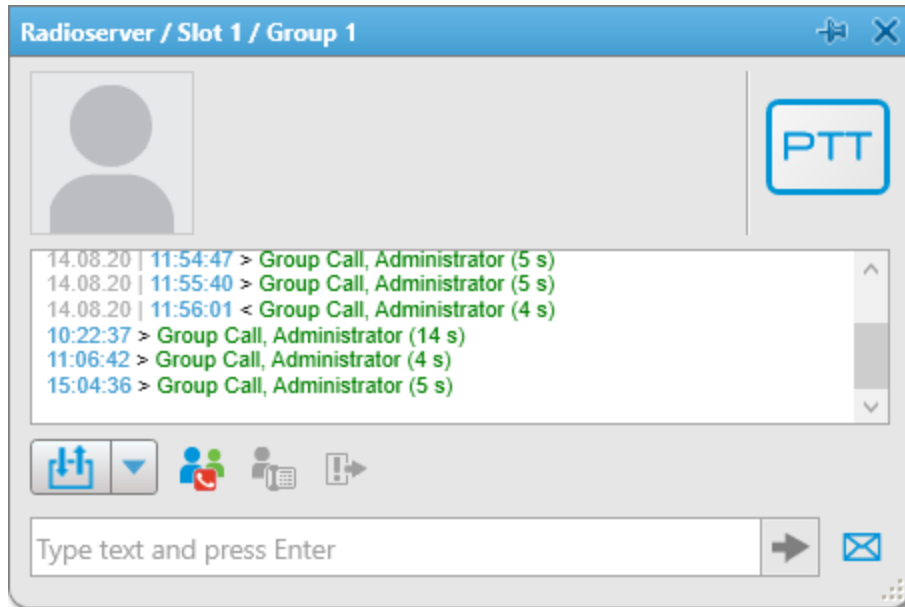 Radioserver / Slot 1 / Group 1
PTT
14.08.20 | 11:54:47 > Group Call, Administrator (5 s)
14.08.20 | 11:55:40 > Group Call, Administrator (5 s)
14.08.20 | 11:56:01 < Group Call, Administrator (4 s)
10:22:37 > Group Call, Administrator (14 s)
11:06:42 > Group Call, Administrator (4 s)
15:04:36 > Group Call, Administrator (5 s)
Type text and press Enter